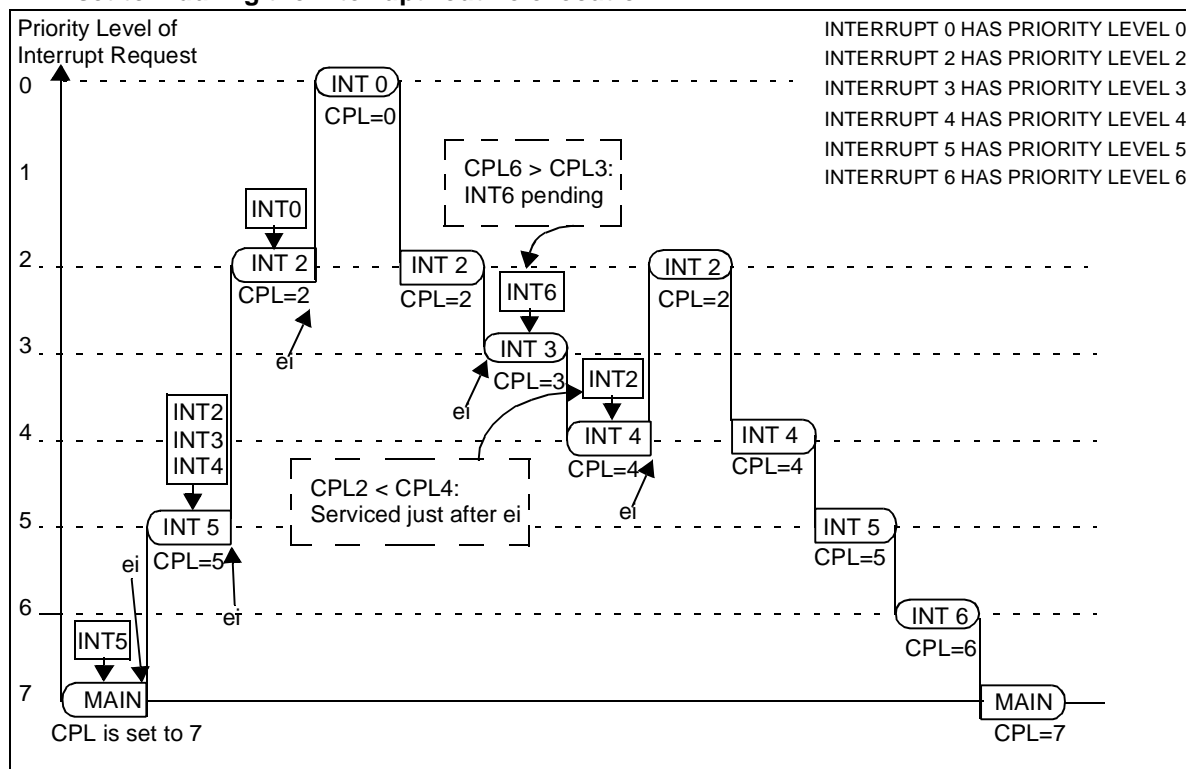 Priority Level of
Interrupt Request
INTERRUPT 0 HAS PRIORITY LEVEL 0
INTERRUPT 2 HAS PRIORITY LEVEL 2
INTERRUPT 3 HAS PRIORITY LEVEL 3
INTERRUPT 4 HAS PRIORITY LEVEL 4
INTERRUPT 5 HAS PRIORITY LEVEL 5
INTERRUPT 6 HAS PRIORITY LEVEL 6
0
INT 0
CPL=0
1
CPL6 > CPL3:
INT6 pending
INT0
2
INT 2
CPL=2
INT 2
CPL=2
INT 2
CPL=2
ei
INT6
3
INT 3
CPL=3
ei
INT2
INT2
INT3
INT4
4
INT 4
CPL=4
INT 4
CPL=4
ei
CPL2 < CPL4:
Serviced just after ei
5
INT 5
CPL=5
INT 5
CPL=5
ei
ei
6
INT5
INT 6
CPL=6
7
MAIN
MAIN
CPL is set to 7
CPL=7